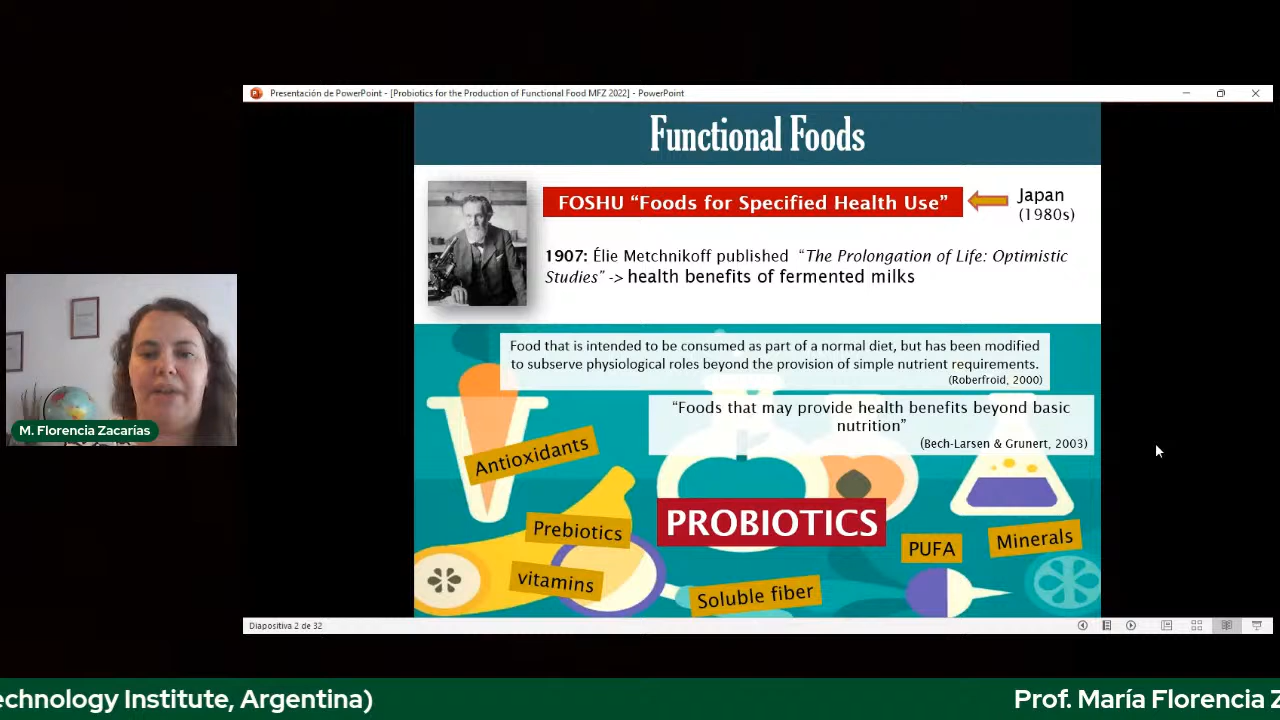 Presentación de PowerPoint - [Probiotics for the Production of Functional Food MFZ 2022] - PowerPoint
Functional Foods
FOSHU “Foods for Specified Health Use”
Japan
(1980s)
1907: Élie Metchnikoff published “The Prolongation of Life: Optimistic
Studies” -> health benefits of fermented milks
Food that is intended to be consumed as part of a normal diet, but has been modified
to subserve physiological roles beyond the provision of simple nutrient requirements.
(Roberfroid, 2000)
“Foods that may provide health benefits beyond basic
nutrition”
(Bech-Larsen & Grunert, 2003)
M. Florencia Zacarías
Antioxidants
PROBIOTICS
Prebiotics
PUFA
Minerals
vitamins
Soluble fiber
Diapositiva 2 de 32
echnology Institute, Argentina)
Prof. María Florencia Z